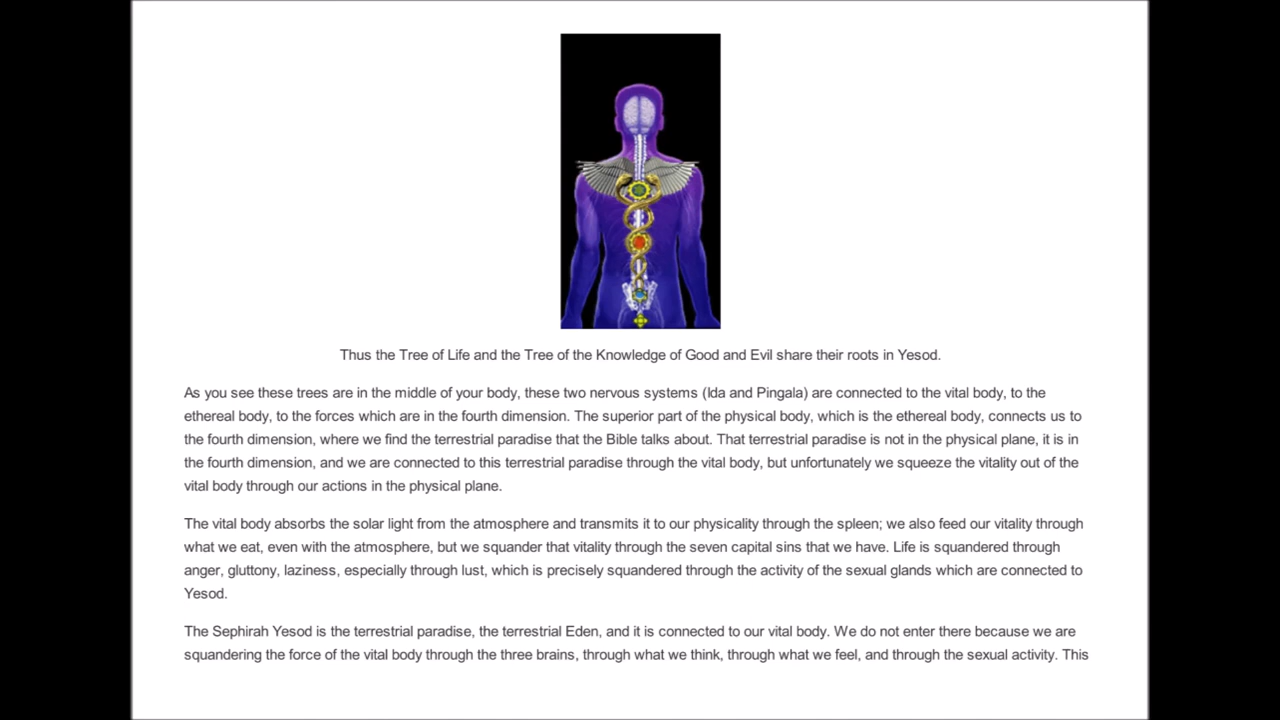 Thus the Tree of Life and the Tree of the Knowledge of Good and Evil share their roots in Yesod.
As you see these trees are in the middle of your body, these two nervous systems (Ida and Pingala) are connected to the vital body, to the
ethereal body, to the forces which are in the fourth dimension. The superior part of the physical body, which is the ethereal body, connects us to
the fourth dimension, where we find the terrestrial paradise that the Bible talks about. That terrestrial paradise is not in the physical plane, it is in
the fourth dimension, and we are connected to this terrestrial paradise through the vital body, but unfortunately we squeeze the vitality out of the
vital body through our actions in the physical plane.
The vital body absorbs the solar light from the atmosphere and transmits it to our physicality through the spleen; we also feed our vitality through
what we eat, even with the atmosphere, but we squander that vitality through the seven capital sins that we have. Life is squandered through
anger, gluttony, laziness, especially through lust, which is precisely squandered through the activity of the sexual glands which are connected to
Yesod.
The Sephirah Yesod is the terrestrial paradise, the terrestrial Eden, and it is connected to our vital body. We do not enter there because we are
squandering the force of the vital body through the three brains, through what we think, through what we feel, and through the sexual activity. This